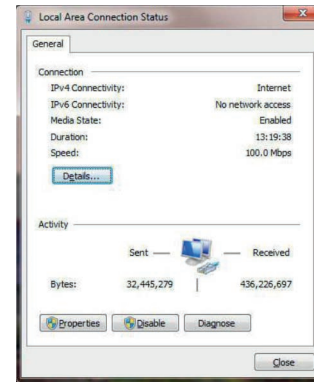 Local Area Connection Status
General
Connection
IPv4 Connectivity: Internet
IPv6 Connectivity: No network access
Media State: Enabled
Duration: 13:19:38
Speed: 100.0 Mbps
Details...
Activity
Sent Received
Bytes: 32,445,279 436,226,697
Properties Disable Diagnose
Close